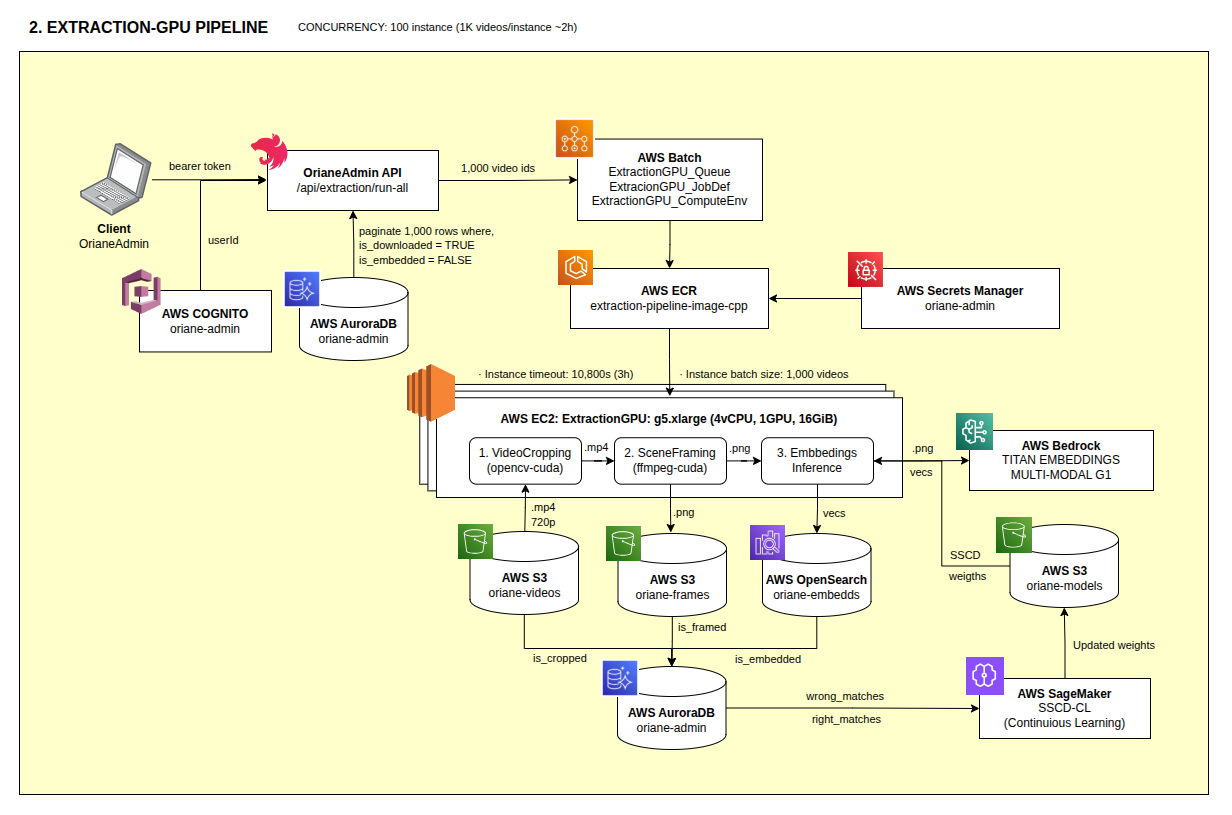 2. EXTRACTION-GPU PIPELINE
CONCURRENCY: 100 instance (1K videos/instance ~2h)
Client
OrianeAdmin
bearer token
userId
AWS COGNITO
oriane-admin
OrianeAdmin API
/api/extraction/run-all
paginate 1,000 rows where,
is_downloaded = TRUE
is_embedded = FALSE
AWS AuroraDB
oriane-admin
1,000 video ids
AWS Batch
ExtractionGPU_Queue
ExtracionGPU_JobDef
ExtractionGPU_ComputeEnv
AWS ECR
extraction-pipeline-image-cpp
AWS Secrets Manager
oriane-admin
· Instance timeout: 10,800s (3h)
· Instance batch size: 1,000 videos
AWS EC2: ExtractionGPU: g5.xlarge (4vCPU, 1GPU, 16GiB)
1. VideoCropping
(opencv-cuda)
.mp4
2. SceneFraming
(ffmpeg-cuda)
.png
3. Embbedings
Inference
.png
vecs
AWS Bedrock
TITAN EMBEDDINGS
MULTI-MODAL G1
.mp4
720p
.png
vecs
AWS S3
oriane-videos
AWS S3
oriane-frames
AWS OpenSearch
oriane-embedds
SSCD
weigths
AWS S3
oriane-models
is_cropped
is_framed
is_embedded
Updated weights
AWS AuroraDB
oriane-admin
wrong_matches
right_matches
AWS SageMaker
SSCD-CL
(Continuious Learning)